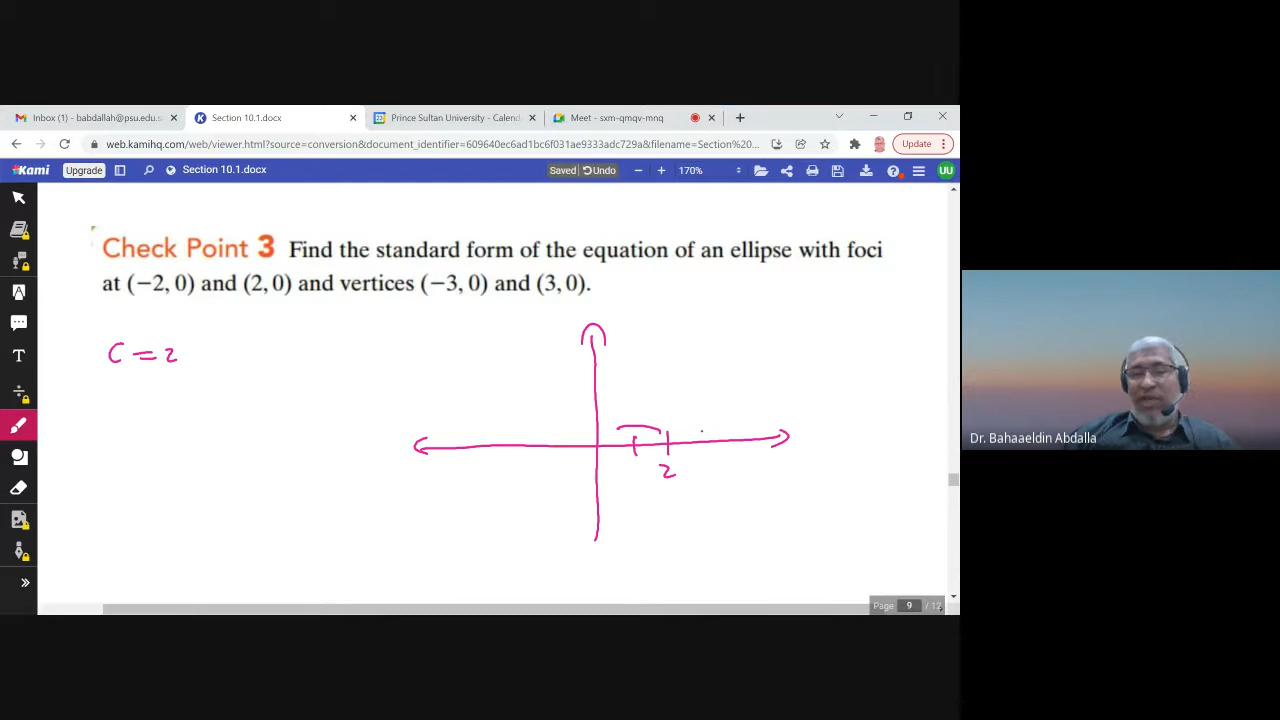 Inbox (1) - babdallah@psu.edu.s
Section 10.1.docx
Prince Sultan University - Calend
Meet - sxm-qmqv-mnq
web.kamihq.com/web/viewer.html?source=conversion&document_identifier=609640ec6ad1bc6f031ae9333adc729a&filename=Section%20...
Update
Kami
Upgrade
Section 10.1.docx
Saved
Undo
170%
UU
Check Point 3 Find the standard form of the equation of an ellipse with foci
at (−2, 0) and (2, 0) and vertices (−3, 0) and (3, 0).
C = 2
2
Dr. Bahaaeldin Abdalla
Page 9 / 12